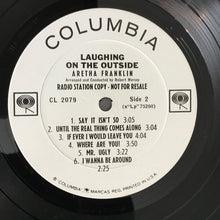 COLUMBIA
LAUGHING
ON THE OUTSIDE
ARETHA FRANKLIN
Arranged and Conducted by Robert Mersey
RADIO STATION COPY - NOT FOR RESALE
CL 2079
Side 2
1. SAY IT ISN'T SO 3:05
2. UNTIL THE REAL THING COMES ALONG 3:04
3. IF EVER I WOULD LEAVE YOU 4:04
4. WHERE ARE YOU? 3:50
5. MR. UGLY 3:22
6. I WANNA BE AROUND
2:25
® "COLUMBIA", MARCAS REG. PRINTED IN U.S.A.